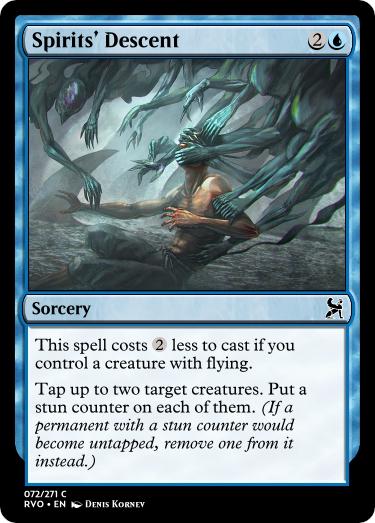 Spirits’ Descent 2
Sorcery
This spell costs 2 less to cast if you
control a creature with flying.
Tap up to two target creatures. Put a
stun counter on each of them. (If a
permanent with a stun counter would
become untapped, remove one from it
instead.)
072/271 C
RVO • EN Denis Kornev